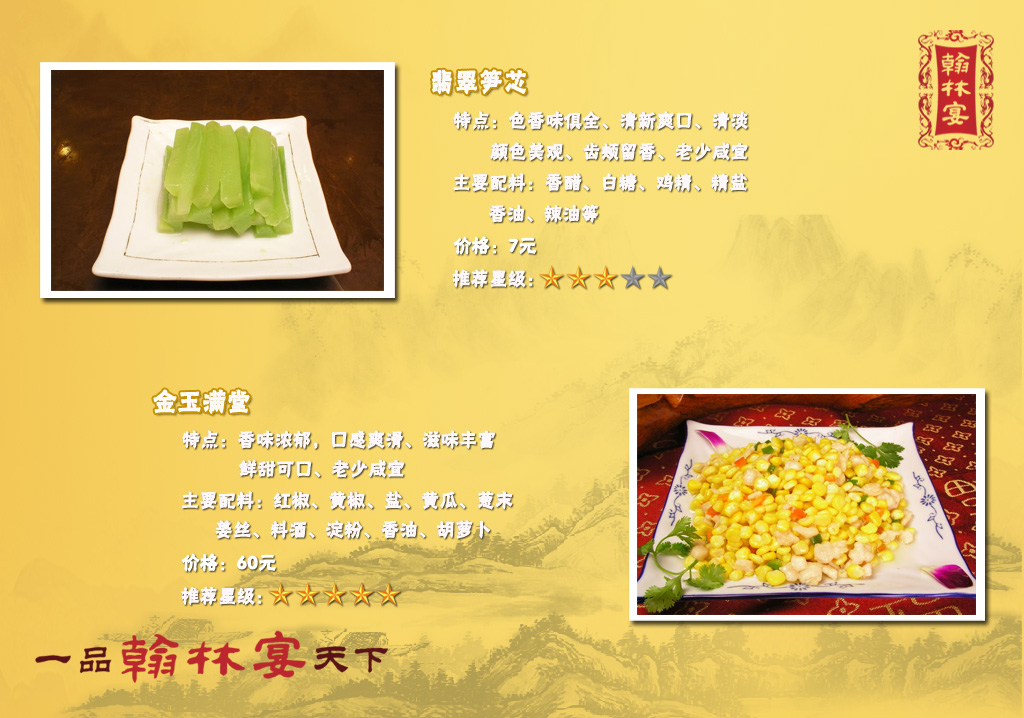 翰林宴
翡翠笋芯
特点：色香味俱全、清新爽口、清淡
颜色美观、齿颊留香、老少咸宜
主要配料：香醋、白糖、鸡精、精盐
香油、辣油等
价格：7元
推荐星级：
金玉满堂
特点：香味浓郁，口感爽滑、滋味丰富
鲜甜可口、老少咸宜
主要配料：红椒、黄椒、盐、黄瓜、葱末
姜丝、料酒、淀粉、香油、胡萝卜
价格：60元
推荐星级：
一品翰林宴天下